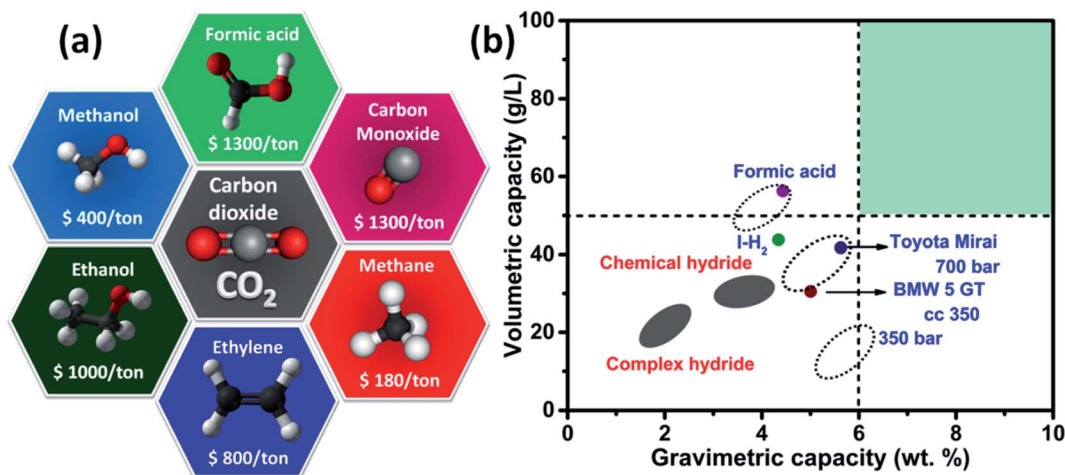 (a)
Formic acid
$ 1300/ton
Methanol
$ 400/ton
Carbon
Monoxide
$ 1300/ton
Carbon
dioxide
CO2
Ethanol
$ 1000/ton
Methane
$ 180/ton
Ethylene
$ 800/ton
(b)
Volumetric capacity (g/L)
100
80
60
40
20
0
Formic acid
l-H2
Toyota Mirai
700 bar
Chemical hydride
BMW 5 GT
cc 350
350 bar
Complex hydride
0 2 4 6 8 10
Gravimetric capacity (wt. %)